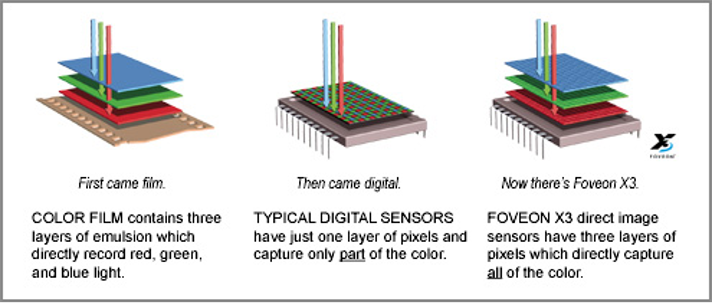 X3
FOVEON
First came film.
Then came digital.
Now there's Foveon X3.
COLOR FILM contains three
layers of emulsion which
directly record red, green,
and blue light.
TYPICAL DIGITAL SENSORS
have just one layer of pixels and
capture only part of the color.
FOVEON X3 direct image
sensors have three layers of
pixels which directly capture
all of the color.